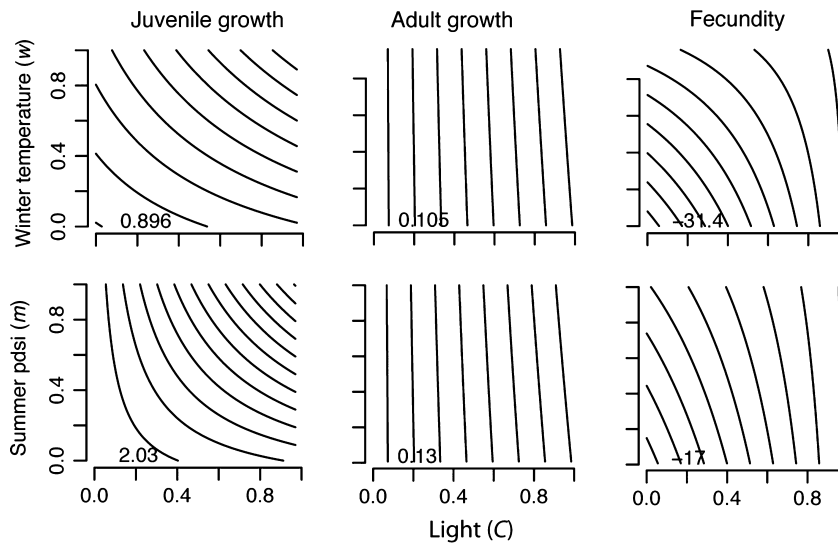 Juvenile growth Adult growth Fecundity
Winter temperature (w)
0.0 0.4 0.8
0.896 0.105 −31.4
Summer pdsi (m)
0.0 0.4 0.8
2.03 0.13 −17
0.0 0.4 0.8 0.0 0.4 0.8 0.0 0.4 0.8
Light (C)